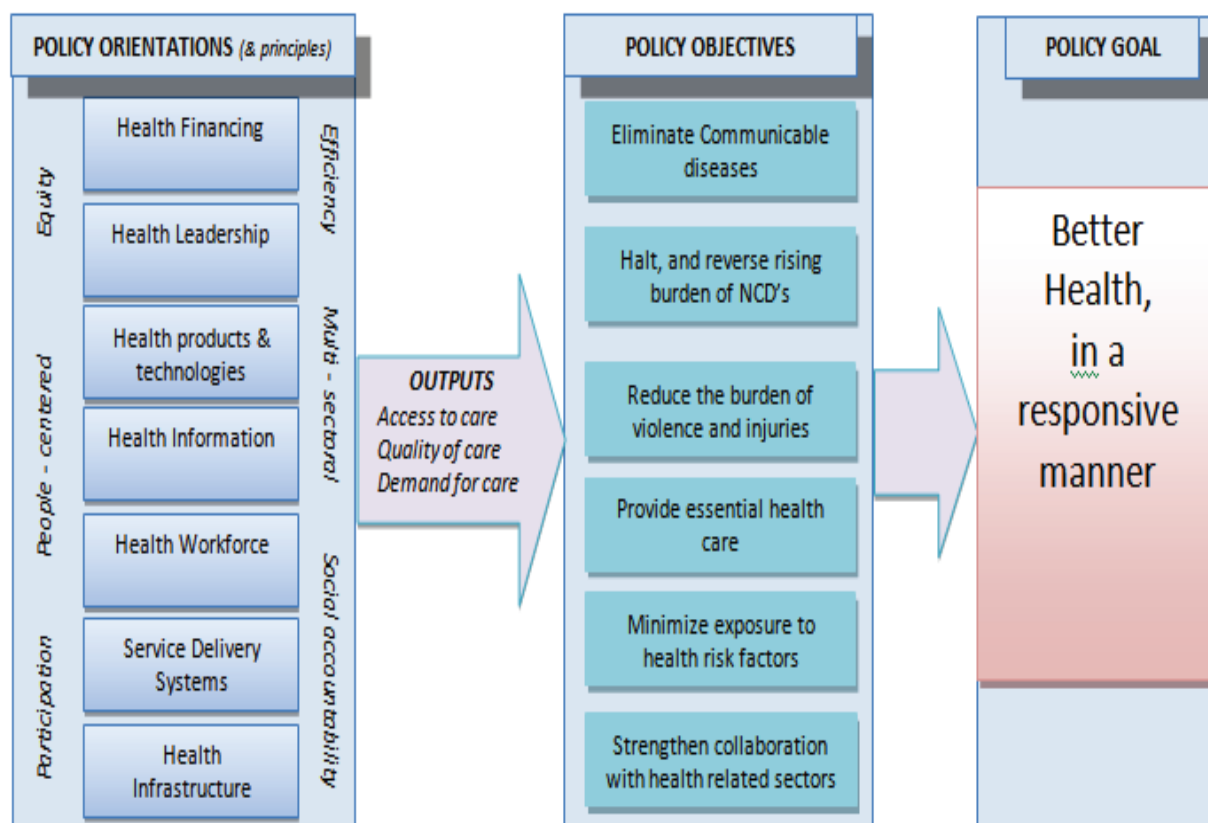 POLICY ORIENTATIONS (& principles)
Equity
People - centered
Participation
Health Financing
Health Leadership
Health products &
technologies
Health Information
Health Workforce
Service Delivery
Systems
Health
Infrastructure
Efficiency
Multi - sectoral
Social accountability
OUTPUTS
Access to care
Quality of care
Demand for care
POLICY OBJECTIVES
Eliminate Communicable
diseases
Halt, and reverse rising
burden of NCD's
Reduce the burden of
violence and injuries
Provide essential health
care
Minimize exposure to
health risk factors
Strengthen collaboration
with health related sectors
POLICY GOAL
Better
Health,
in a
responsive
manner